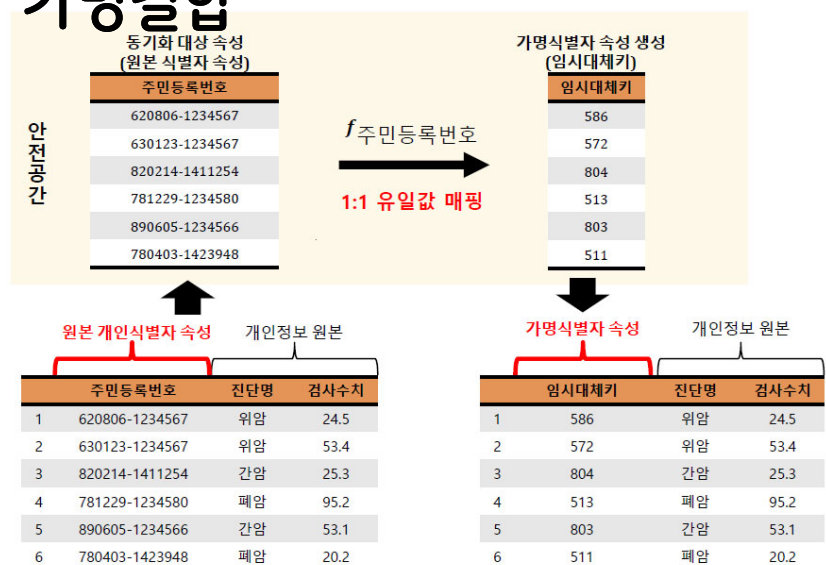 가명결합
동기화 대상 속성
(원본 식별자 속성)
주민등록번호
620806-1234567
630123-1234567
820214-1411254
781229-1234580
890605-1234566
780403-1423948
안전공간
f주민등록번호
1:1 유일값 매핑
가명식별자 속성 생성
(임시대체키)
임시대체키
586
572
804
513
803
511
원본 개인식별자 속성 개인정보 원본
주민등록번호 진단명 검사수치
1 620806-1234567 위암 24.5
2 630123-1234567 위암 53.4
3 820214-1411254 간암 25.3
4 781229-1234580 폐암 95.2
5 890605-1234566 간암 53.1
6 780403-1423948 폐암 20.2
가명식별자 속성 개인정보 원본
임시대체키 진단명 검사수치
1 586 위암 24.5
2 572 위암 53.4
3 804 간암 25.3
4 513 폐암 95.2
5 803 간암 53.1
6 511 폐암 20.2